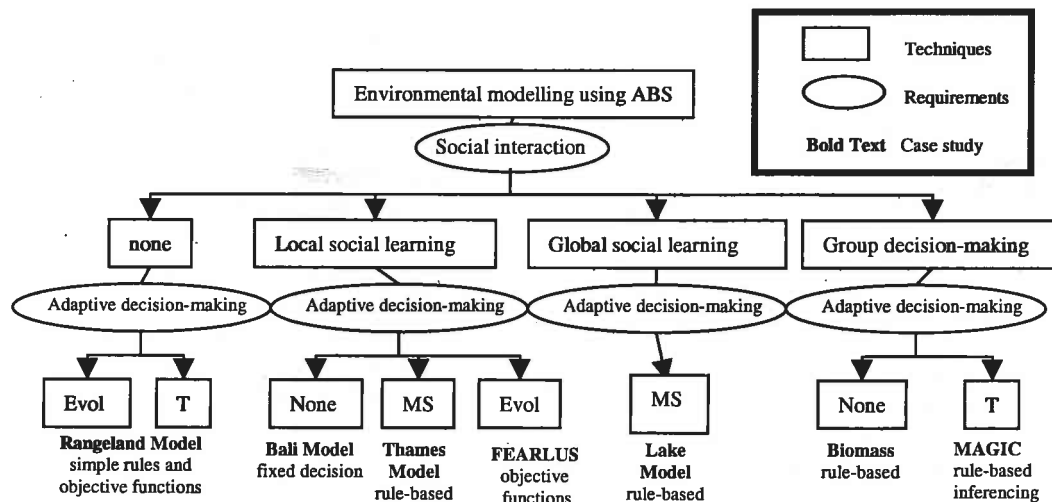 Techniques
Environmental modelling using ABS
Requirements
Social interaction
Bold Text Case study
none
Local social learning
Global social learning
Group decision-making
Adaptive decision-making
Adaptive decision-making
Adaptive decision-making
Adaptive decision-making
Evol
T
None
MS
Evol
MS
None
T
Rangeland Model
simple rules and
objective functions
Bali Model
fixed decision
Thames
Model
rule-based
FEARLUS
objective
functions
Lake
Model
rule-based
Biomass
rule-based
MAGIC
rule-based
inferencing